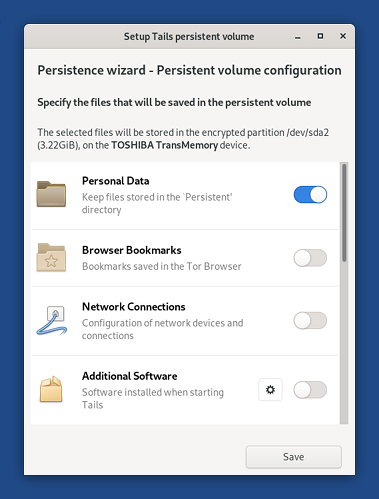 Setup Tails persistent volume
Persistence wizard - Persistent volume configuration
Specify the files that will be saved in the persistent volume
The selected files will be stored in the encrypted partition /dev/sda2
(3.22GiB), on the TOSHIBA TransMemory device.
Personal Data
Keep files stored in the `Persistent'
directory
Browser Bookmarks
Bookmarks saved in the Tor Browser
Network Connections
Configuration of network devices and
connections
Additional Software
Software installed when starting
Tails
Save